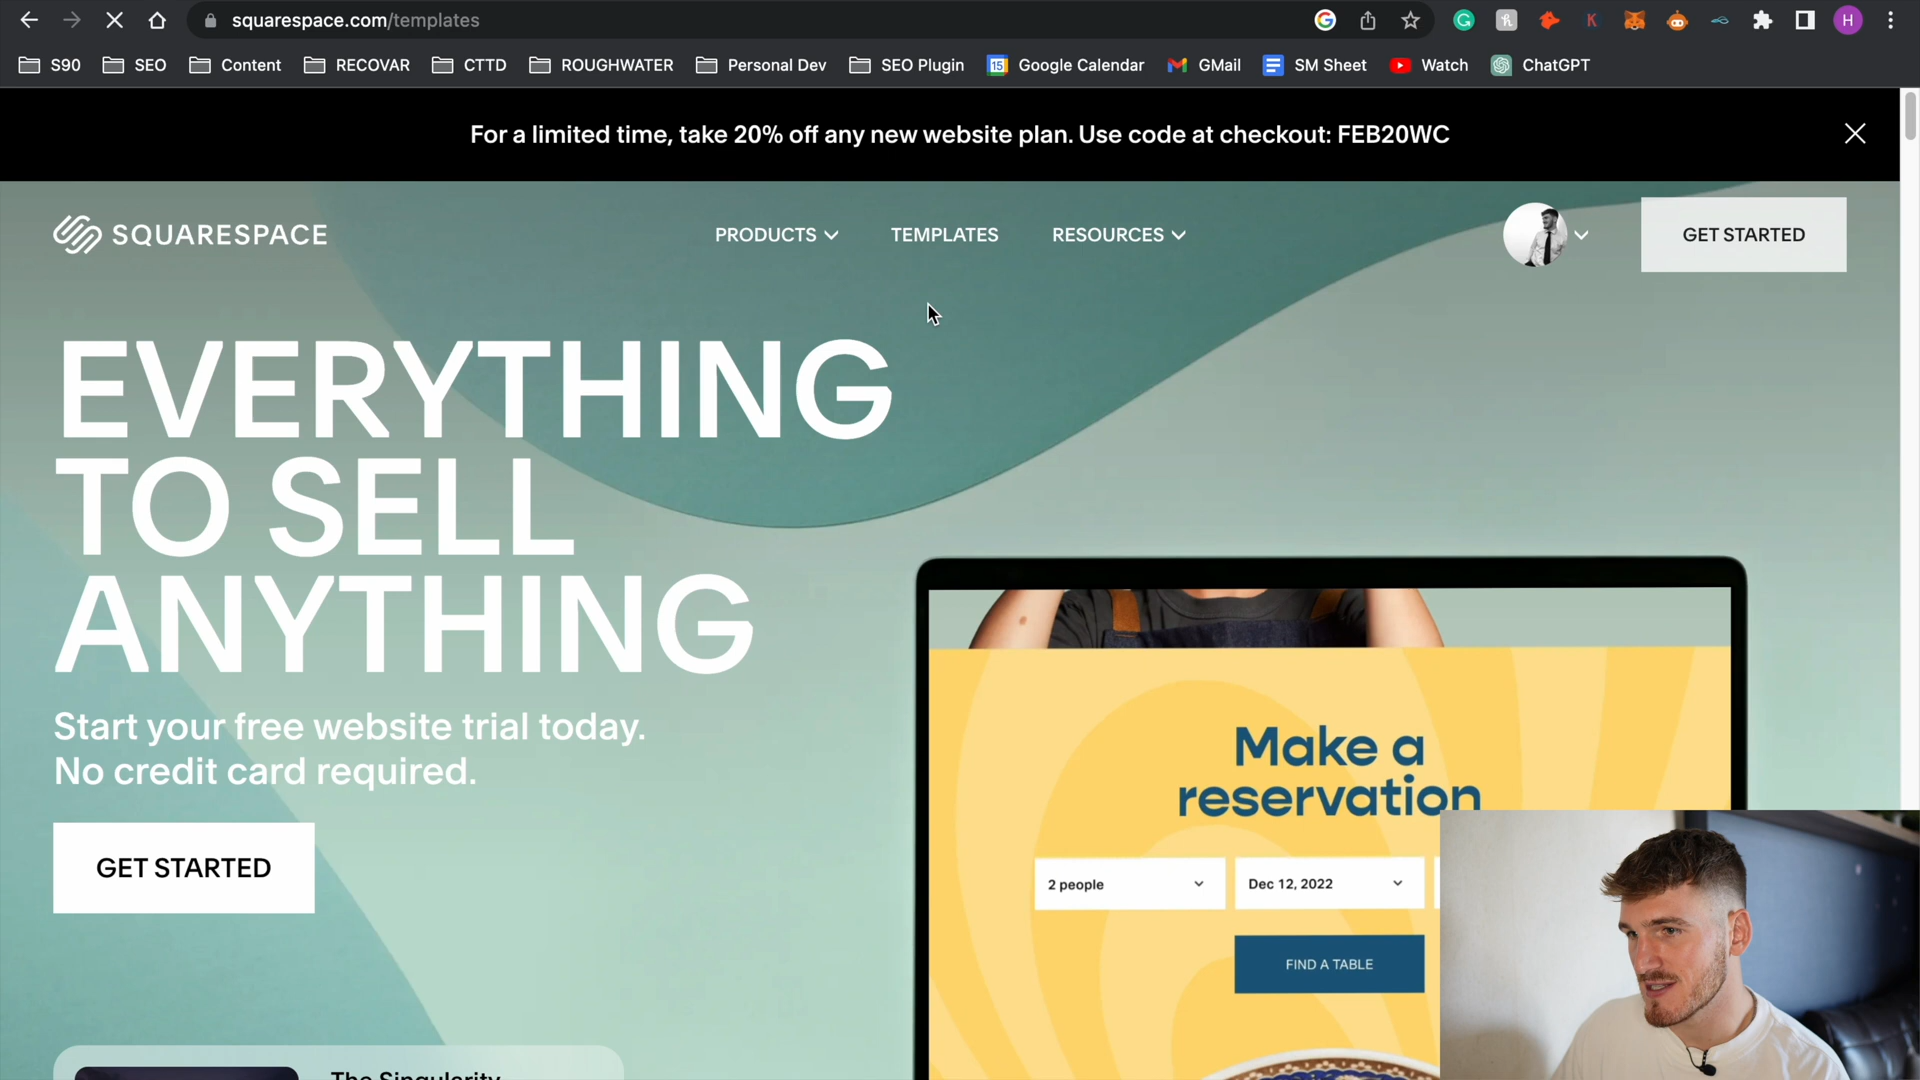 squarespace.com/templates
S90 SEO Content RECOVAR CTTD ROUGHWATER Personal Dev SEO Plugin 15 Google Calendar GMail SM Sheet Watch ChatGPT
For a limited time, take 20% off any new website plan. Use code at checkout: FEB20WC
SQUARESPACE PRODUCTS TEMPLATES RESOURCES GET STARTED
EVERYTHING
TO SELL
ANYTHING
Start your free website trial today.
No credit card required.
GET STARTED
Make a
reservation
2 people Dec 12, 2022
FIND A TABLE
The Singularity